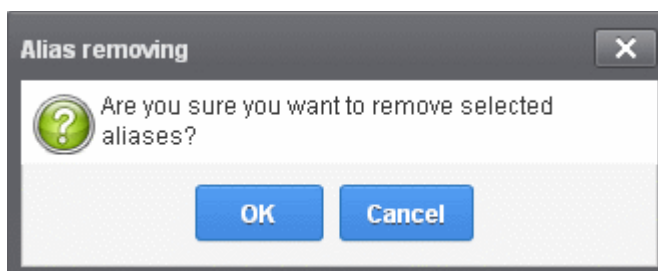 Alias removing
Are you sure you want to remove selected
aliases?
OK
Cancel